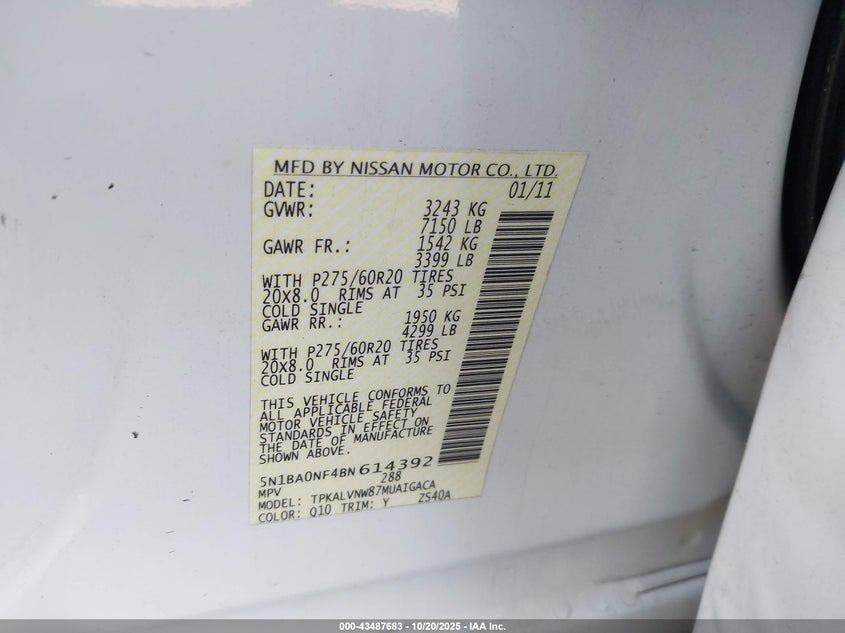 MFD BY NISSAN MOTOR CO., LTD.
DATE: 01/11
GVWR: 3243 KG
7150 LB
GAWR FR.: 1542 KG
3399 LB
WITH P275/60R20 TIRES
20X8.0 RIMS AT 35 PSI
COLD SINGLE
GAWR RR.: 1950 KG
4299 LB
WITH P275/60R20 TIRES
20X8.0 RIMS AT 35 PSI
COLD SINGLE
THIS VEHICLE CONFORMS TO
ALL APPLICABLE FEDERAL
MOTOR VEHICLE SAFETY
STANDARDS IN EFFECT ON
THE DATE OF MANUFACTURE
SHOWN ABOVE.
5N1BA0NF4BN614392
MPV 288
MODEL: TPKALVNW87MUAIGACA
COLOR: Q10 TRIM: Y ZS40A
000-43487683 - 10/20/2025 - IAA Inc.